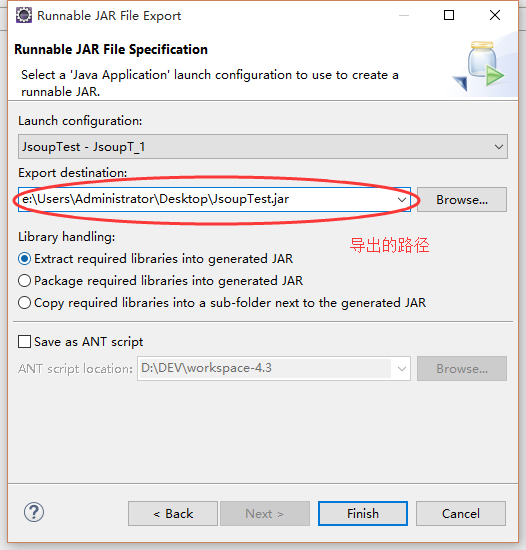 Runnable JAR File Export
Runnable JAR File Specification
Select a 'Java Application' launch configuration to use to create a
runnable JAR.
Launch configuration:
JsoupTest - JsoupT_1
Export destination:
e:\Users\Administrator\Desktop\JsoupTest.jar
Browse...
导出的路径
Library handling:
Extract required libraries into generated JAR
Package required libraries into generated JAR
Copy required libraries into a sub-folder next to the generated JAR
Save as ANT script
ANT script location:
D:\DEV\workspace-4.3
Browse...
?
< Back
Next >
Finish
Cancel